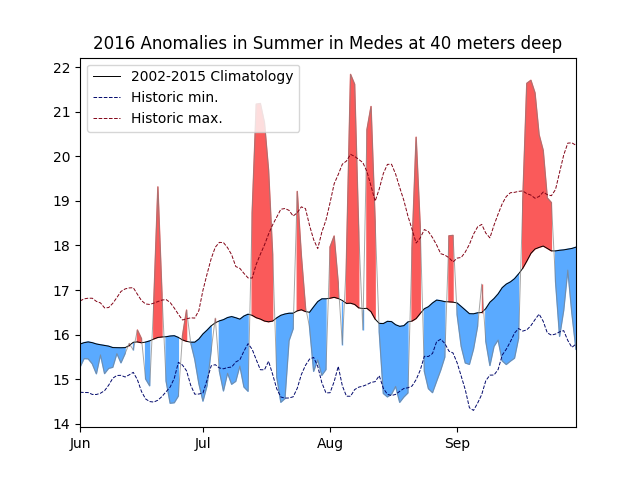 2016 Anomalies in Summer in Medes at 40 meters deep
2002-2015 Climatology
Historic min.
Historic max.
22
21
20
19
18
17
16
15
14
Jun Jul Aug Sep